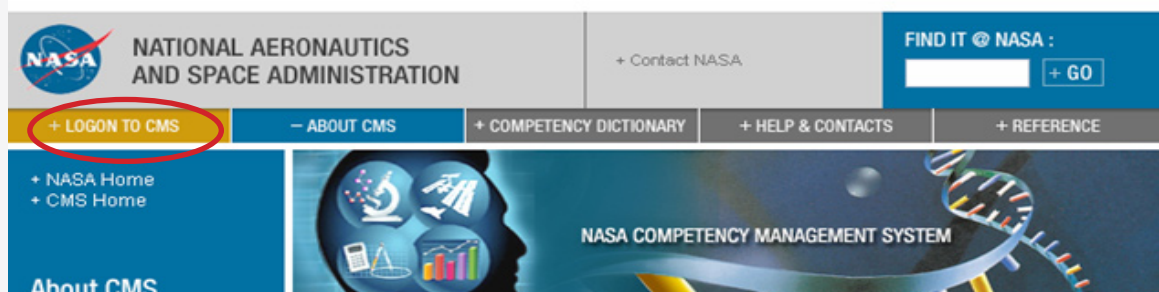 NASA
NATIONAL AERONAUTICS
AND SPACE ADMINISTRATION
+ Contact NASA
FIND IT @ NASA :
+ GO
+ LOGON TO CMS
– ABOUT CMS
+ COMPETENCY DICTIONARY
+ HELP & CONTACTS
+ REFERENCE
+ NASA Home
+ CMS Home
NASA COMPETENCY MANAGEMENT SYSTEM
About CMS